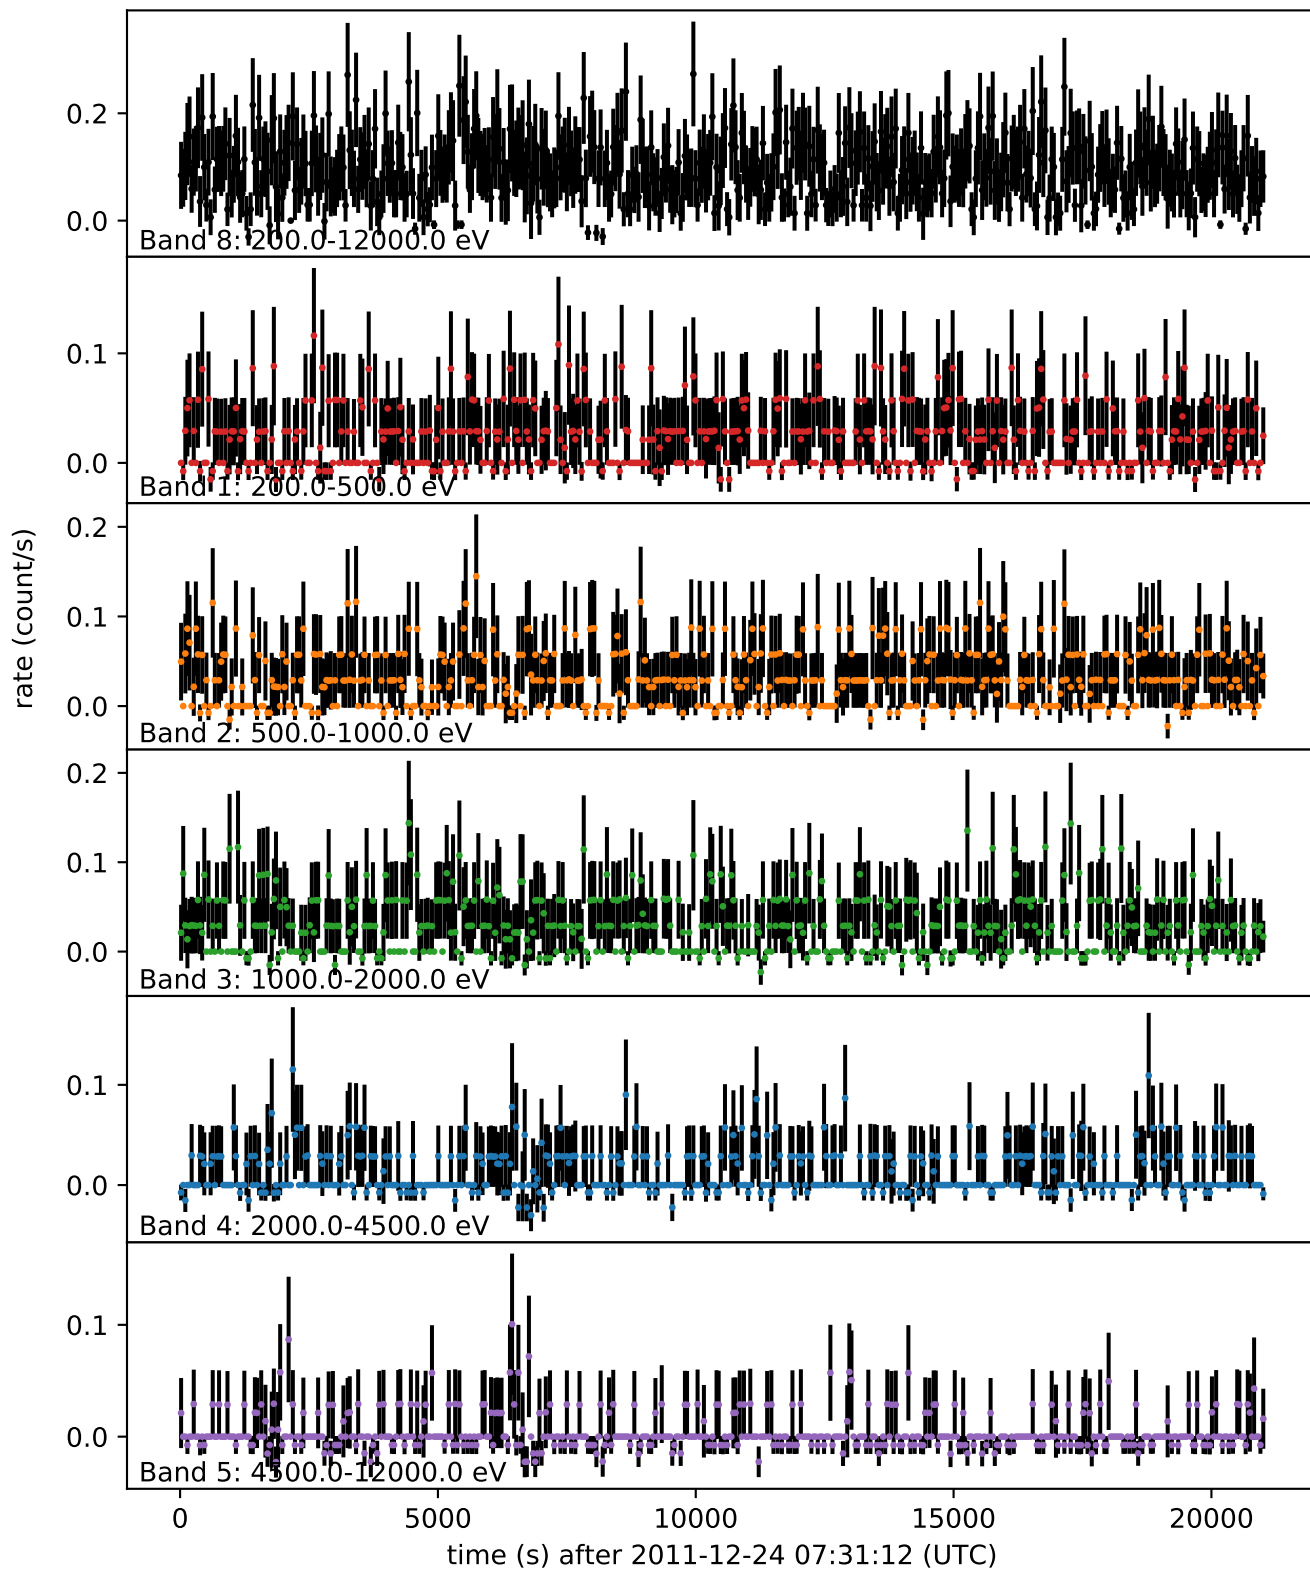 0.2
0.0
Band 8: 200.0-12000.0 eV
0.1
0.0
Band 1: 200.0-500.0 eV
0.2
0.1
0.0
Band 2: 500.0-1000.0 eV
rate (count/s)
0.2
0.1
0.0
Band 3: 1000.0-2000.0 eV
0.1
0.0
Band 4: 2000.0-4500.0 eV
0.1
0.0
Band 5: 4500.0-12000.0 eV
0 5000 10000 15000 20000
time (s) after 2011-12-24 07:31:12 (UTC)